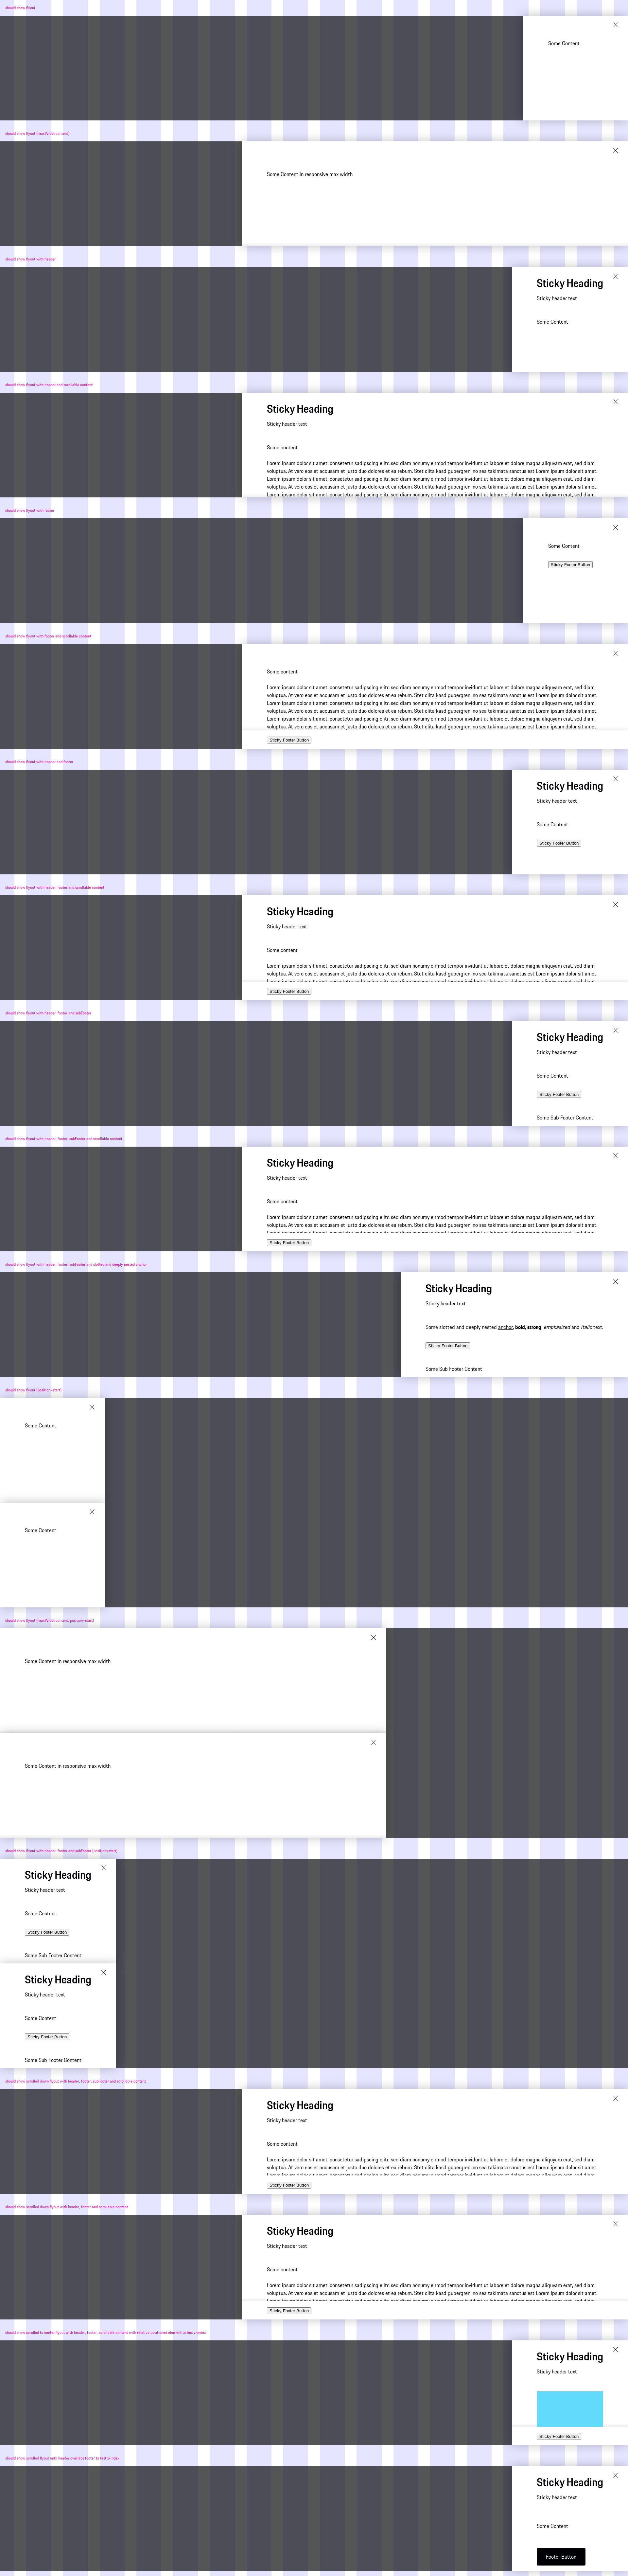 should show flyout
Some Content
should show flyout (maxWidth content)
Some Content in responsive max width
should show flyout with header
Sticky Heading
Sticky header text
Some Content
should show flyout with header and scrollable content
Sticky Heading
Sticky header text
Some content
Lorem ipsum dolor sit amet, consetetur sadipscing elitr, sed diam nonumy eirmod tempor invidunt ut labore et dolore magna aliquyam erat, sed diam
voluptua. At vero eos et accusam et justo duo dolores et ea rebum. Stet clita kasd gubergren, no sea takimata sanctus est Lorem ipsum dolor sit amet.
Lorem ipsum dolor sit amet, consetetur sadipscing elitr, sed diam nonumy eirmod tempor invidunt ut labore et dolore magna aliquyam erat, sed diam
voluptua. At vero eos et accusam et justo duo dolores et ea rebum. Stet clita kasd gubergren, no sea takimata sanctus est Lorem ipsum dolor sit amet.
Lorem ipsum dolor sit amet, consetetur sadipscing elitr, sed diam nonumy eirmod tempor invidunt ut labore et dolore magna aliquyam erat, sed diam
should show flyout with footer
Some Content
Sticky Footer Button
should show flyout with footer and scrollable content
Some content
Lorem ipsum dolor sit amet, consetetur sadipscing elitr, sed diam nonumy eirmod tempor invidunt ut labore et dolore magna aliquyam erat, sed diam
voluptua. At vero eos et accusam et justo duo dolores et ea rebum. Stet clita kasd gubergren, no sea takimata sanctus est Lorem ipsum dolor sit amet.
Lorem ipsum dolor sit amet, consetetur sadipscing elitr, sed diam nonumy eirmod tempor invidunt ut labore et dolore magna aliquyam erat, sed diam
voluptua. At vero eos et accusam et justo duo dolores et ea rebum. Stet clita kasd gubergren, no sea takimata sanctus est Lorem ipsum dolor sit amet.
Lorem ipsum dolor sit amet, consetetur sadipscing elitr, sed diam nonumy eirmod tempor invidunt ut labore et dolore magna aliquyam erat, sed diam
voluptua. At vero eos et accusam et justo duo dolores et ea rebum. Stet clita kasd gubergren, no sea takimata sanctus est Lorem ipsum dolor sit amet.
Sticky Footer Button
should show flyout with header and footer
Sticky Heading
Sticky header text
Some Content
Sticky Footer Button
should show flyout with header, footer and scrollable content
Sticky Heading
Sticky header text
Some content
Lorem ipsum dolor sit amet, consetetur sadipscing elitr, sed diam nonumy eirmod tempor invidunt ut labore et dolore magna aliquyam erat, sed diam
voluptua. At vero eos et accusam et justo duo dolores et ea rebum. Stet clita kasd gubergren, no sea takimata sanctus est Lorem ipsum dolor sit amet.
Sticky Footer Button
should show flyout with header, footer and subFooter
Sticky Heading
Sticky header text
Some Content
Sticky Footer Button
Some Sub Footer Content
should show flyout with header, footer, subFooter and scrollable content
Sticky Heading
Sticky header text
Some content
Lorem ipsum dolor sit amet, consetetur sadipscing elitr, sed diam nonumy eirmod tempor invidunt ut labore et dolore magna aliquyam erat, sed diam
voluptua. At vero eos et accusam et justo duo dolores et ea rebum. Stet clita kasd gubergren, no sea takimata sanctus est Lorem ipsum dolor sit amet.
Sticky Footer Button
should show flyout with header, footer, subFooter and slotted and deeply nested anchor
Sticky Heading
Sticky header text
Some slotted and deeply nested anchor, bold, strong, emphasized and italic text.
Sticky Footer Button
Some Sub Footer Content
should show flyout (position=start)
Some Content
Some Content
should show flyout (maxWidth content, position=start)
Some Content in responsive max width
Some Content in responsive max width
should show flyout with header, footer and subFooter (position=start)
Sticky Heading
Sticky header text
Some Content
Sticky Footer Button
Some Sub Footer Content
Sticky Heading
Sticky header text
Some Content
Sticky Footer Button
Some Sub Footer Content
should show scrolled down flyout with header, footer, subFooter and scrollable content
Sticky Heading
Sticky header text
Some content
Lorem ipsum dolor sit amet, consetetur sadipscing elitr, sed diam nonumy eirmod tempor invidunt ut labore et dolore magna aliquyam erat, sed diam
voluptua. At vero eos et accusam et justo duo dolores et ea rebum. Stet clita kasd gubergren, no sea takimata sanctus est Lorem ipsum dolor sit amet.
Sticky Footer Button
should show scrolled down flyout with header, footer and scrollable content
Sticky Heading
Sticky header text
Some content
Lorem ipsum dolor sit amet, consetetur sadipscing elitr, sed diam nonumy eirmod tempor invidunt ut labore et dolore magna aliquyam erat, sed diam
voluptua. At vero eos et accusam et justo duo dolores et ea rebum. Stet clita kasd gubergren, no sea takimata sanctus est Lorem ipsum dolor sit amet.
Sticky Footer Button
should show scrolled to center flyout with header, footer, scrollable content with relative positioned element to test z-index
Sticky Heading
Sticky header text
Sticky Footer Button
should show scrolled flyout until header overlaps footer to test z-index
Sticky Heading
Sticky header text
Some Content
Footer Button